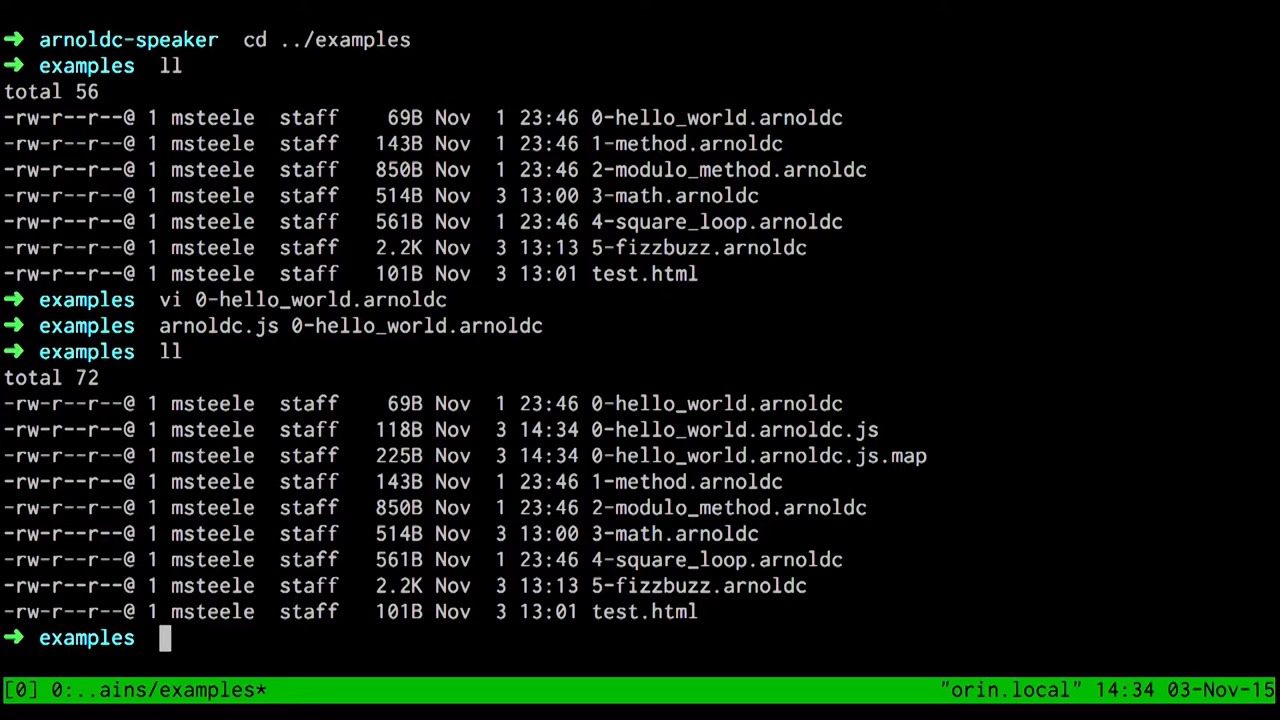 ➜ arnoldc-speaker cd ../examples
➜ examples ll
total 56
-rw-r--r--@ 1 msteele staff 69B Nov 1 23:46 0-hello_world.arnoldc
-rw-r--r--@ 1 msteele staff 143B Nov 1 23:46 1-method.arnoldc
-rw-r--r--@ 1 msteele staff 850B Nov 1 23:46 2-modulo_method.arnoldc
-rw-r--r--@ 1 msteele staff 514B Nov 3 13:00 3-math.arnoldc
-rw-r--r--@ 1 msteele staff 561B Nov 1 23:46 4-square_loop.arnoldc
-rw-r--r--@ 1 msteele staff 2.2K Nov 3 13:13 5-fizzbuzz.arnoldc
-rw-r--r--@ 1 msteele staff 101B Nov 3 13:01 test.html
➜ examples vi 0-hello_world.arnoldc
➜ examples arnoldc.js 0-hello_world.arnoldc
➜ examples ll
total 72
-rw-r--r--@ 1 msteele staff 69B Nov 1 23:46 0-hello_world.arnoldc
-rw-r--r--@ 1 msteele staff 118B Nov 3 14:34 0-hello_world.arnoldc.js
-rw-r--r--@ 1 msteele staff 225B Nov 3 14:34 0-hello_world.arnoldc.js.map
-rw-r--r--@ 1 msteele staff 143B Nov 1 23:46 1-method.arnoldc
-rw-r--r--@ 1 msteele staff 850B Nov 1 23:46 2-modulo_method.arnoldc
-rw-r--r--@ 1 msteele staff 514B Nov 3 13:00 3-math.arnoldc
-rw-r--r--@ 1 msteele staff 561B Nov 1 23:46 4-square_loop.arnoldc
-rw-r--r--@ 1 msteele staff 2.2K Nov 3 13:13 5-fizzbuzz.arnoldc
-rw-r--r--@ 1 msteele staff 101B Nov 3 13:01 test.html
➜ examples
[0] 0:..ains/examples* "orin.local" 14:34 03-Nov-15